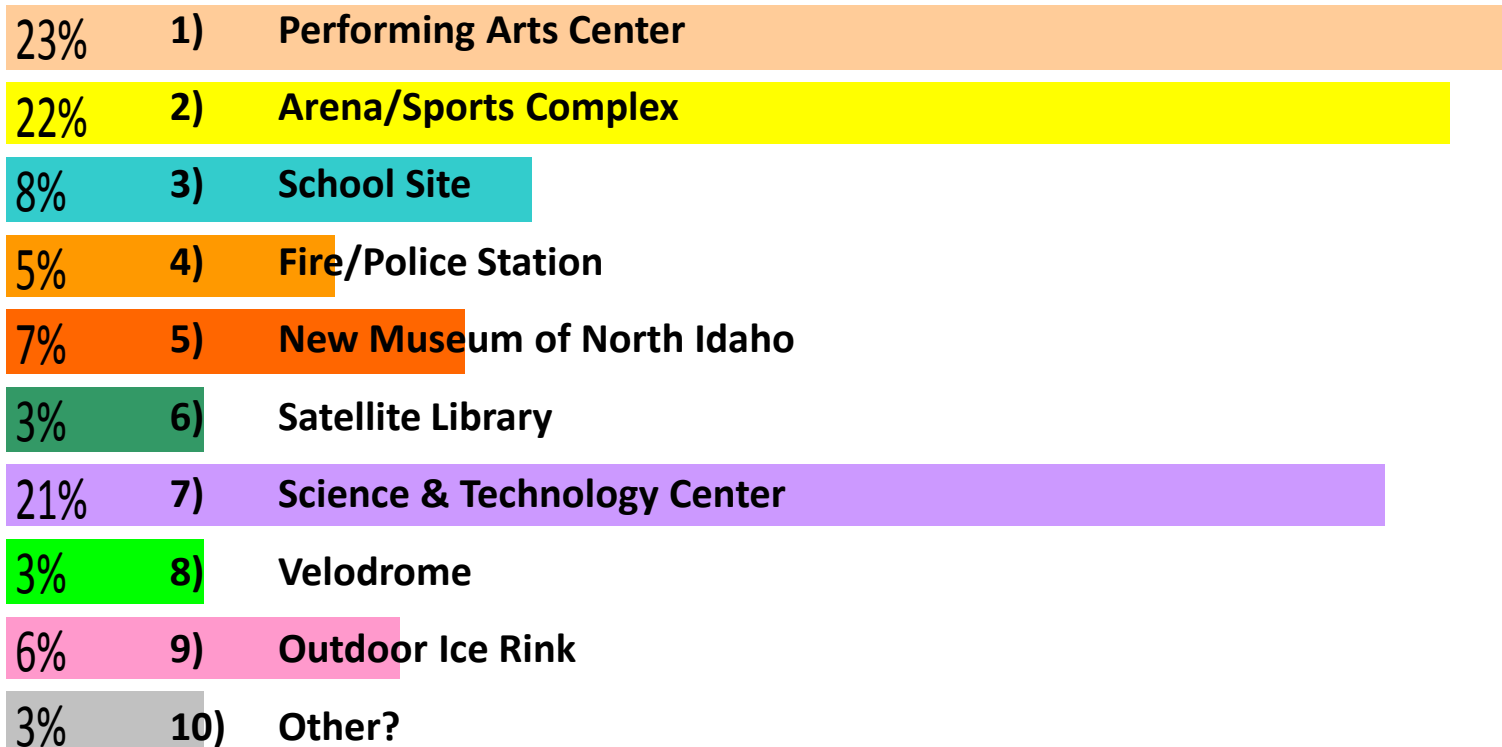 23% 1) Performing Arts Center
22% 2) Arena/Sports Complex
8% 3) School Site
5% 4) Fire/Police Station
7% 5) New Museum of North Idaho
3% 6) Satellite Library
21% 7) Science & Technology Center
3% 8) Velodrome
6% 9) Outdoor Ice Rink
3% 10) Other?